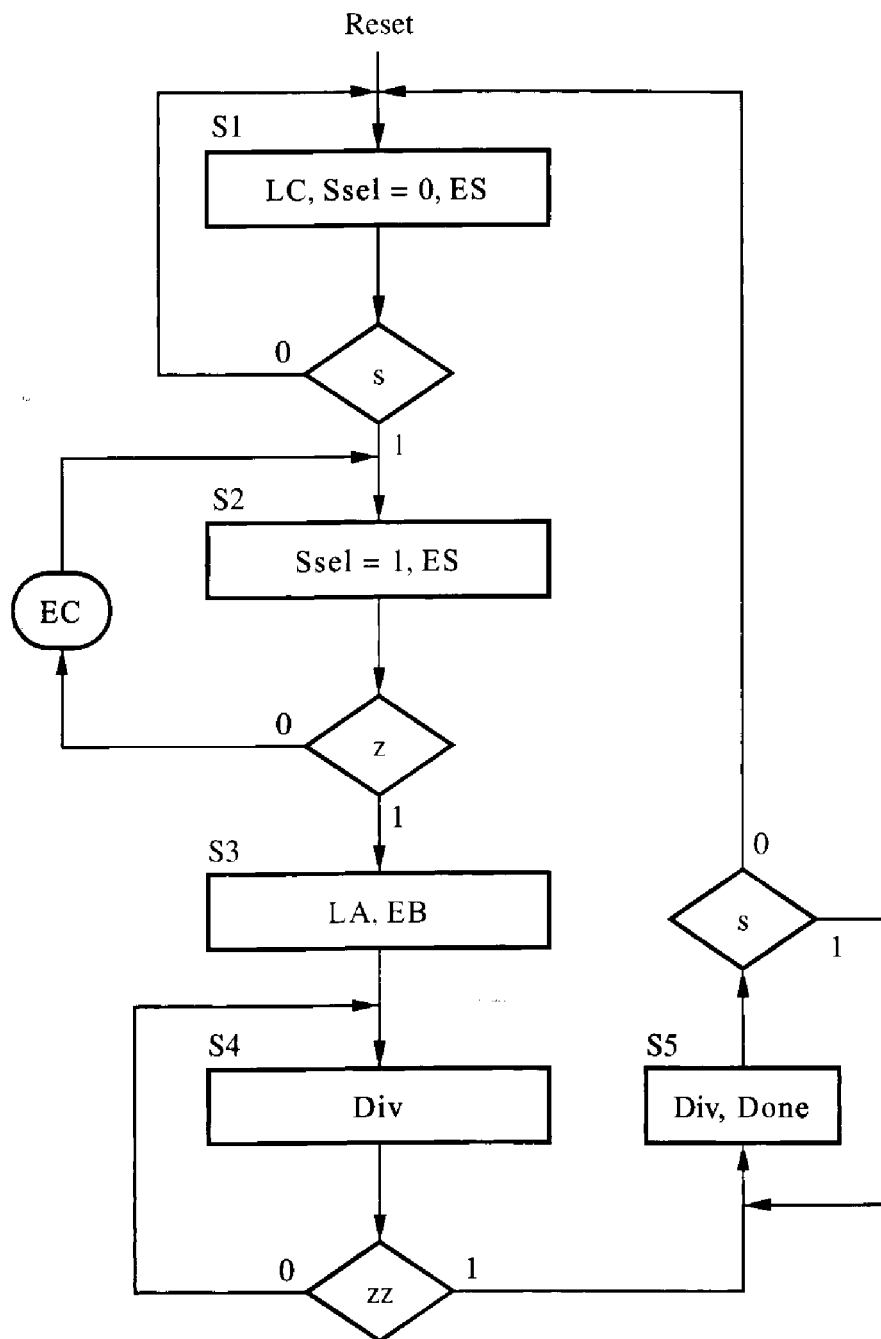 Reset
S1
LC, Ssel = 0, ES
0
s
1
S2
Ssel = 1, ES
EC
0
z
1
S3
LA, EB
0
s
1
S4
Div
S5
Div, Done
0
zz
1